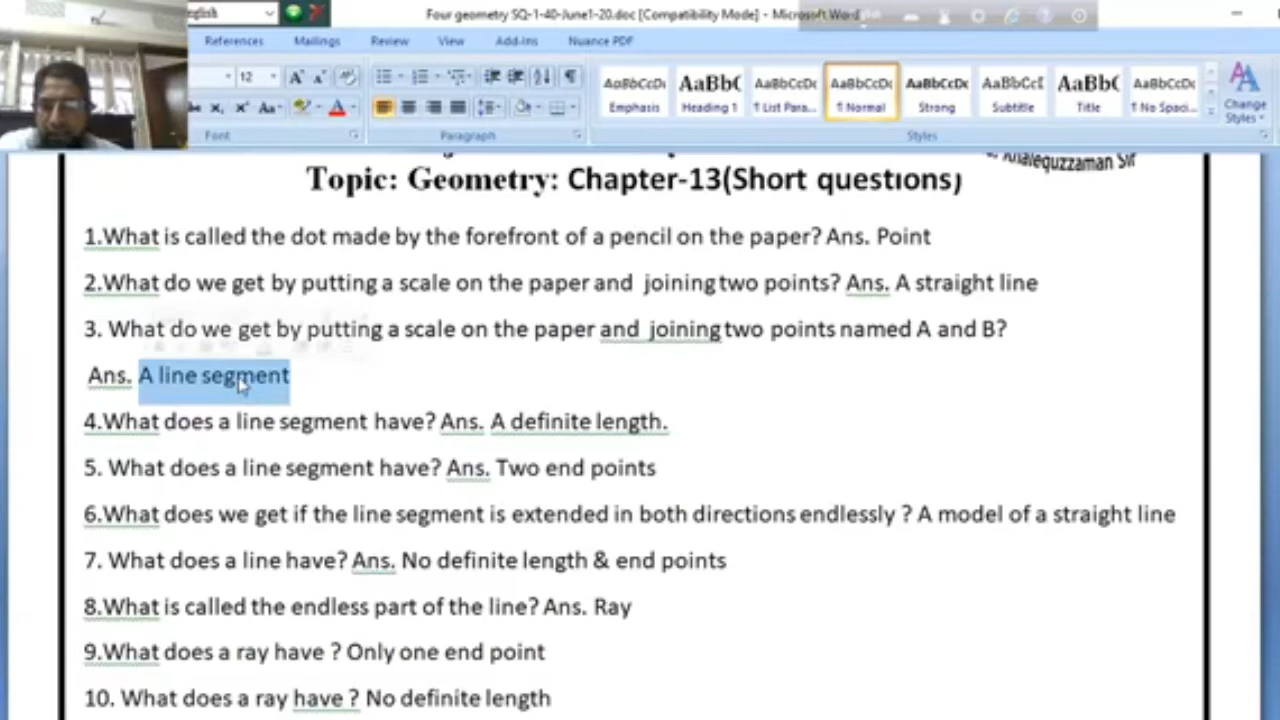 nglish
Four geometry SQ-1-40-June1-20.doc [Compatibility Mode] - Microsoft Word
References Mailings Review View Add-Ins Nuance PDF
12 Aa
AaBbCcDc AaBbC AaBbCcDc AaBbCcDc AaBbCcDc AaBbCcI AaBbC AaBbCcDc
Emphasis Heading 1 ¶ List Para... ¶ Normal Strong Subtitle Title ¶ No Spaci... Change Styles
Font Paragraph Styles
Khalequzzaman Sir
Topic: Geometry: Chapter-13(Short questions)
1.What is called the dot made by the forefront of a pencil on the paper? Ans. Point
2.What do we get by putting a scale on the paper and joining two points? Ans. A straight line
3. What do we get by putting a scale on the paper and joining two points named A and B?
Ans. A line segment
4.What does a line segment have? Ans. A definite length.
5. What does a line segment have? Ans. Two end points
6.What does we get if the line segment is extended in both directions endlessly ? A model of a straight line
7. What does a line have? Ans. No definite length & end points
8.What is called the endless part of the line? Ans. Ray
9.What does a ray have ? Only one end point
10. What does a ray have ? No definite length